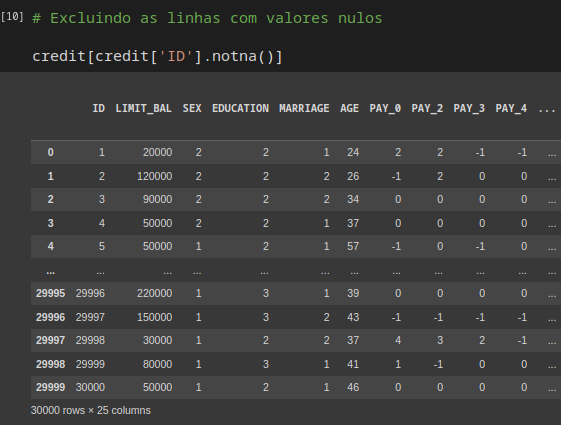 [10] # Excluindo as linhas com valores nulos
credit[credit['ID'].notna()]
ID LIMIT_BAL SEX EDUCATION MARRIAGE AGE PAY_0 PAY_2 PAY_3 PAY_4 ...
0 1 20000 2 2 1 24 2 2 -1 -1 ...
1 2 120000 2 2 2 26 -1 2 0 0 ...
2 3 90000 2 2 2 34 0 0 0 0 ...
3 4 50000 2 2 1 37 0 0 0 0 ...
4 5 50000 1 2 1 57 -1 0 -1 0 ...
... ... ... ... ... ... ... ... ... ... ... ...
29995 29996 220000 1 3 1 39 0 0 0 0 ...
29996 29997 150000 1 3 2 43 -1 -1 -1 -1 ...
29997 29998 30000 1 2 2 37 4 3 2 -1 ...
29998 29999 80000 1 3 1 41 1 -1 0 0 ...
29999 30000 50000 1 2 1 46 0 0 0 0 ...
30000 rows × 25 columns